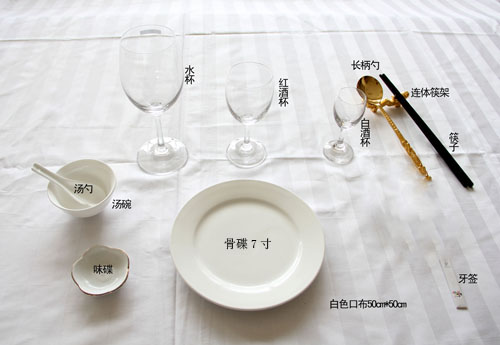 水杯
红酒杯
白酒杯
长柄勺
连体筷架
筷子
汤勺
汤碗
味碟
骨碟7寸
牙签
白色口布50cm*50cm